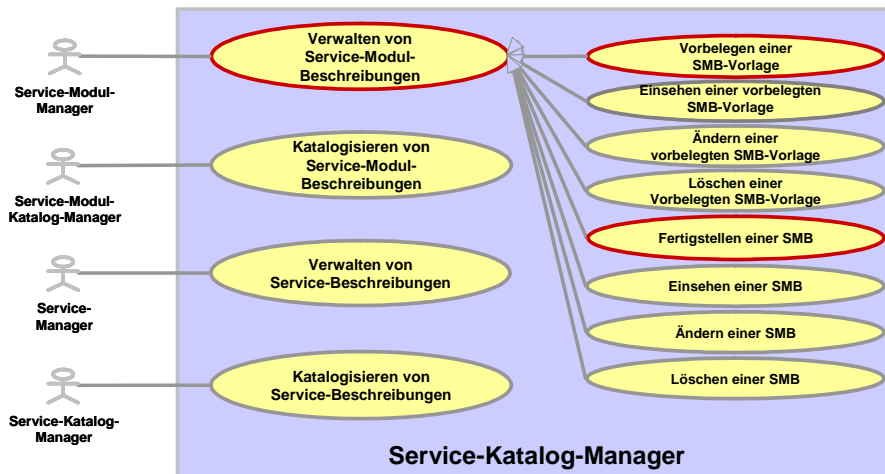 Service-Modul-
Manager
Service-Modul-
Katalog-Manager
Service-
Manager
Service-Katalog-
Manager
Verwalten von
Service-Modul-
Beschreibungen
Katalogisieren von
Service-Modul-
Beschreibungen
Verwalten von
Service-Beschreibungen
Katalogisieren von
Service-Beschreibungen
Vorbelegen einer
SMB-Vorlage
Einsehen einer vorbelegten
SMB-Vorlage
Ändern einer
vorbelegten SMB-Vorlage
Löschen einer
Vorbelegten SMB-Vorlage
Fertigstellen einer SMB
Einsehen einer SMB
Ändern einer SMB
Löschen einer SMB
Service-Katalog-Manager